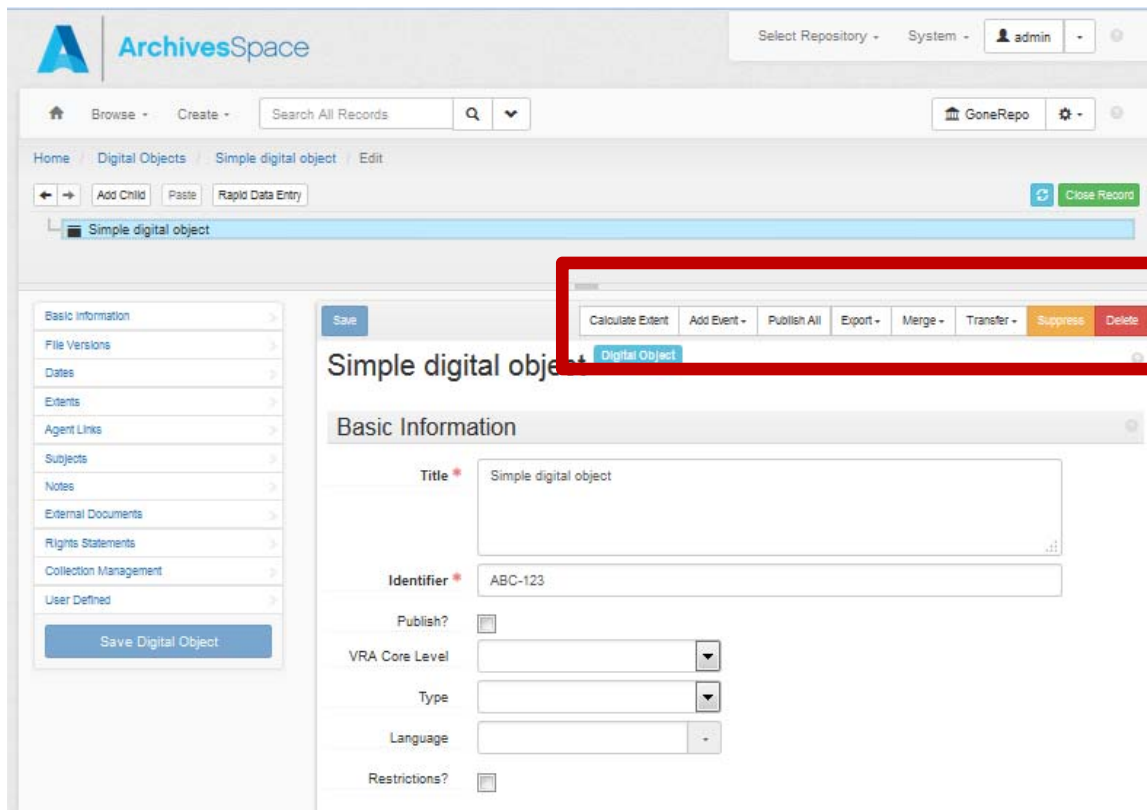 ArchivesSpace
Select Repository System admin
Browse Create Search All Records GoneRepo
Home / Digital Objects / Simple digital object / Edit
Add Child Paste Rapid Data Entry Close Record
Simple digital object
Basic Information
File Versions
Dates
Extents
Agent Links
Subjects
Notes
External Documents
Rights Statements
Collection Management
User Defined
Save Digital Object
Save Calculate Extent Add Event Publish All Export Merge Transfer Suppress Delete
Simple digital object Digital Object
Basic Information
Title * Simple digital object
Identifier * ABC-123
Publish?
VRA Core Level
Type
Language
Restrictions?